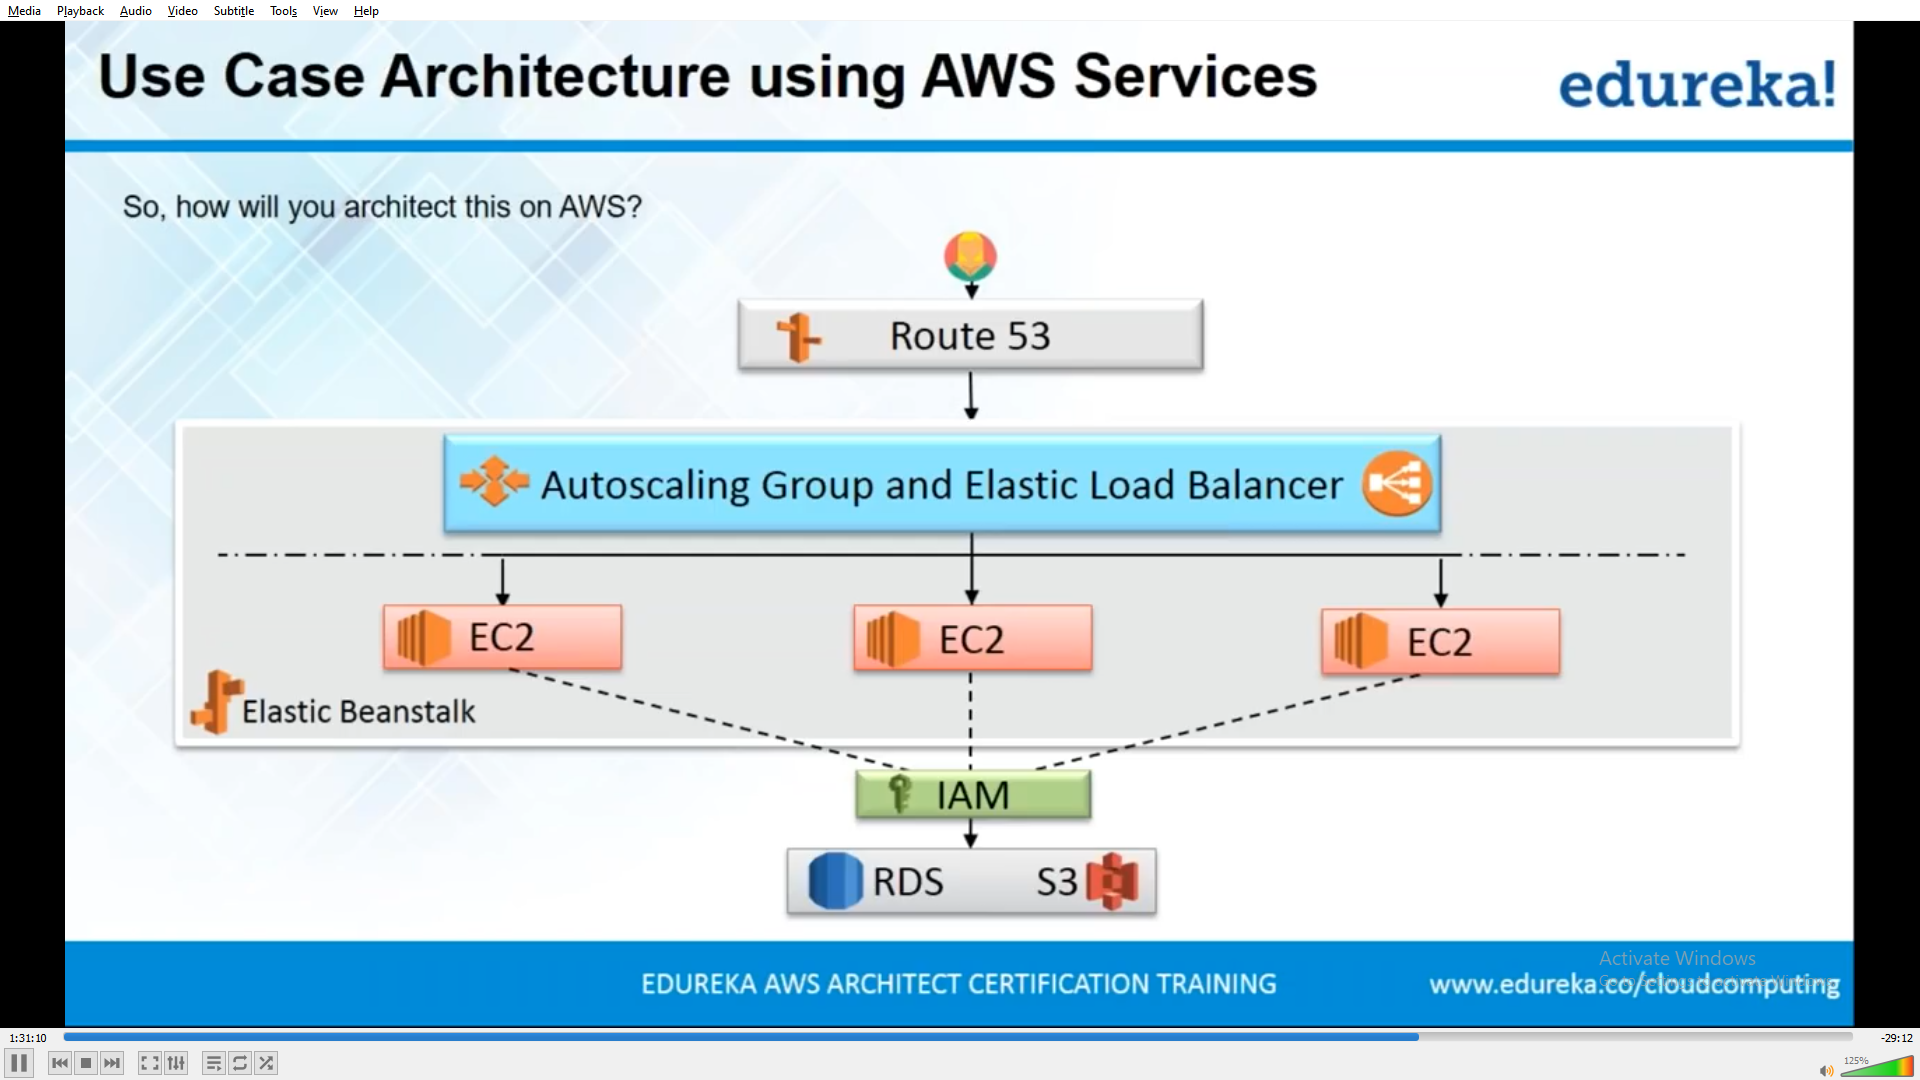 Media Playback Audio Video Subtitle Tools View Help
Use Case Architecture using AWS Services
edureka!
So, how will you architect this on AWS?
Route 53
Autoscaling Group and Elastic Load Balancer
EC2
EC2
EC2
Elastic Beanstalk
IAM
RDS S3
Activate Windows
EDUREKA AWS ARCHITECT CERTIFICATION TRAINING
www.edureka.co/cloudcomputing
1:31:10
-29:12
125%